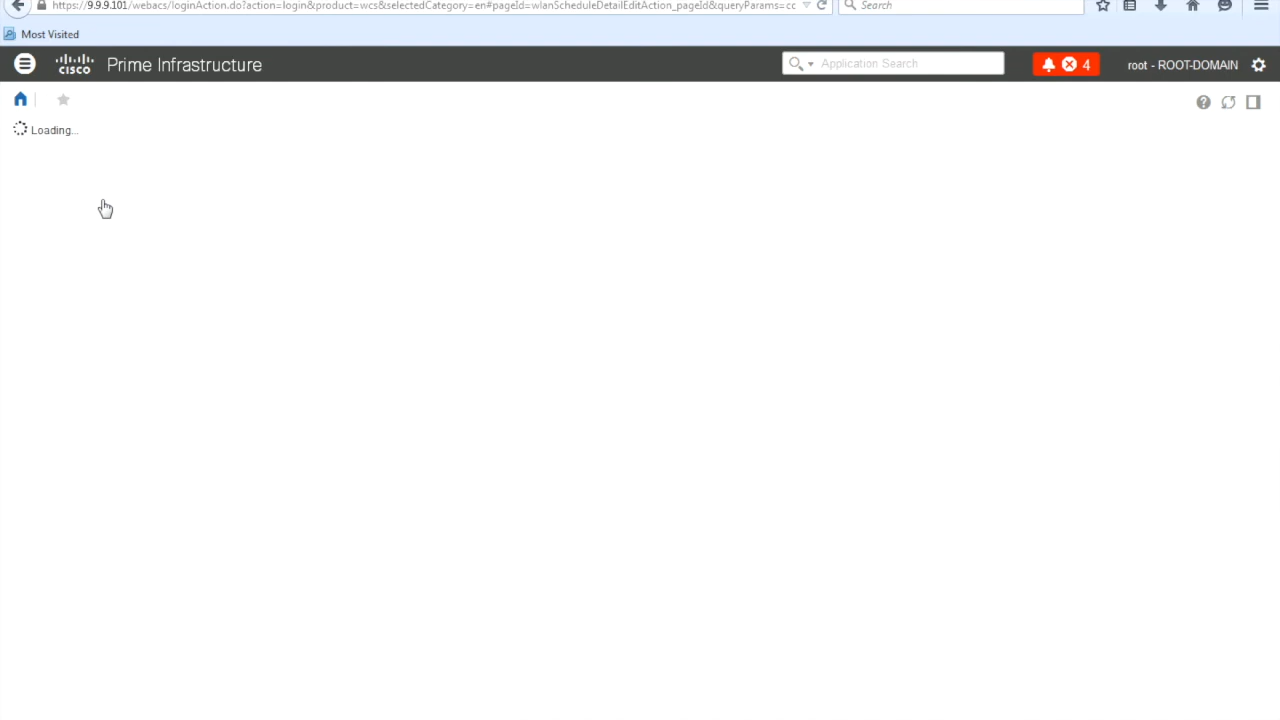 https://9.9.9.101/webacs/loginAction.do?action=login&product=wcs&selectedCategory=en#pageId=wlanScheduleDetailEditAction_pageId&queryParams=cc
Search
Most Visited
CISCO
Prime Infrastructure
Application Search
4
root - ROOT-DOMAIN
Loading...